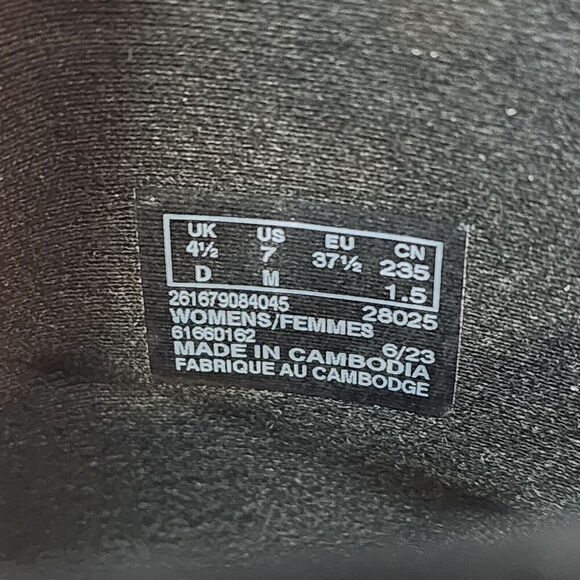 UK US EU CN
4½ 7 37½ 235
D M 1.5
261679084045 28025
WOMENS/FEMMES
61660162 6/23
MADE IN CAMBODIA
FABRIQUE AU CAMBODGE